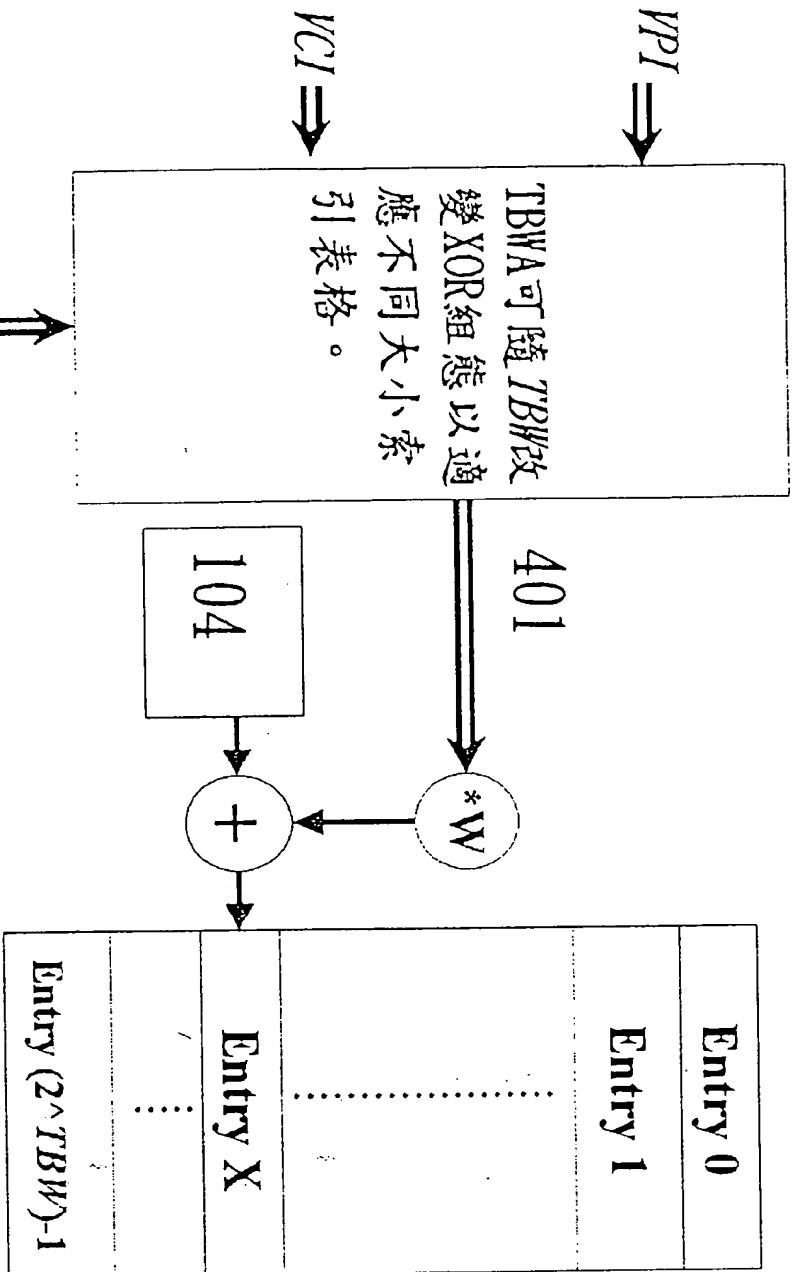 VPI
VCI
TBWA可隨TBW改
變XOR組態以適
應不同大小索
引表格。
401
104
*W
+
Entry 0
Entry 1
Entry X
Entry (2^TBW)-1